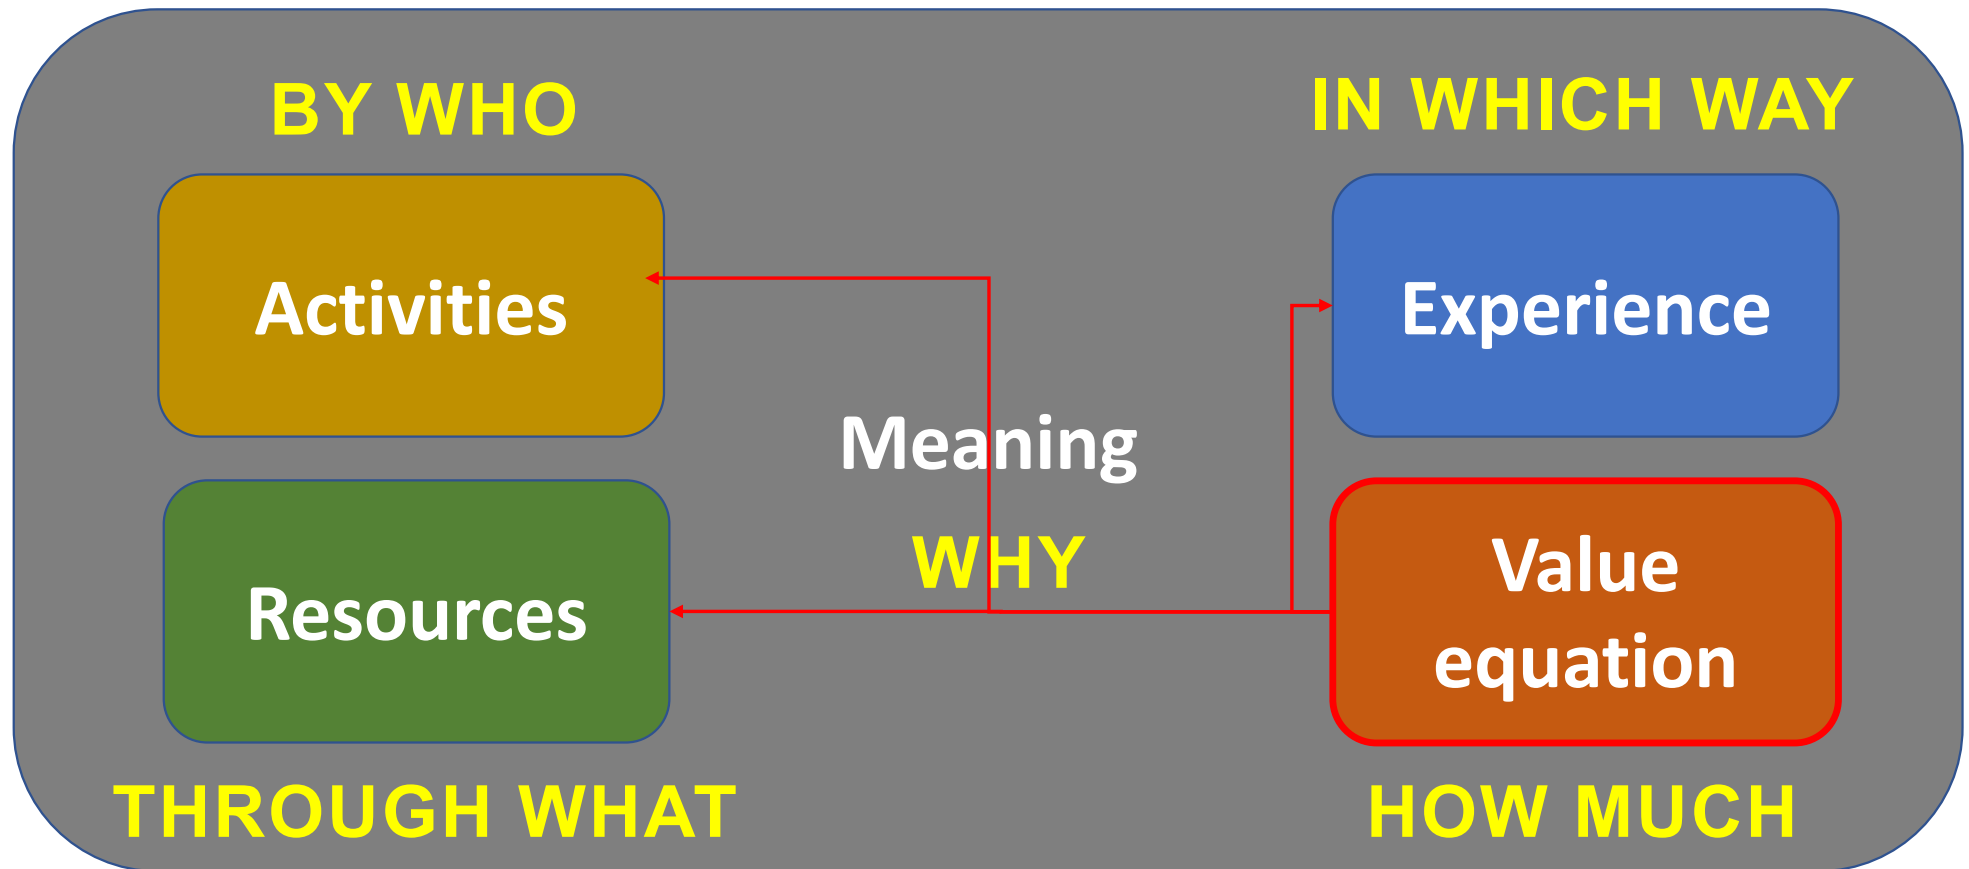 BY WHO
IN WHICH WAY
Activities
Experience
Meaning
WHY
Resources
Value
equation
THROUGH WHAT
HOW MUCH